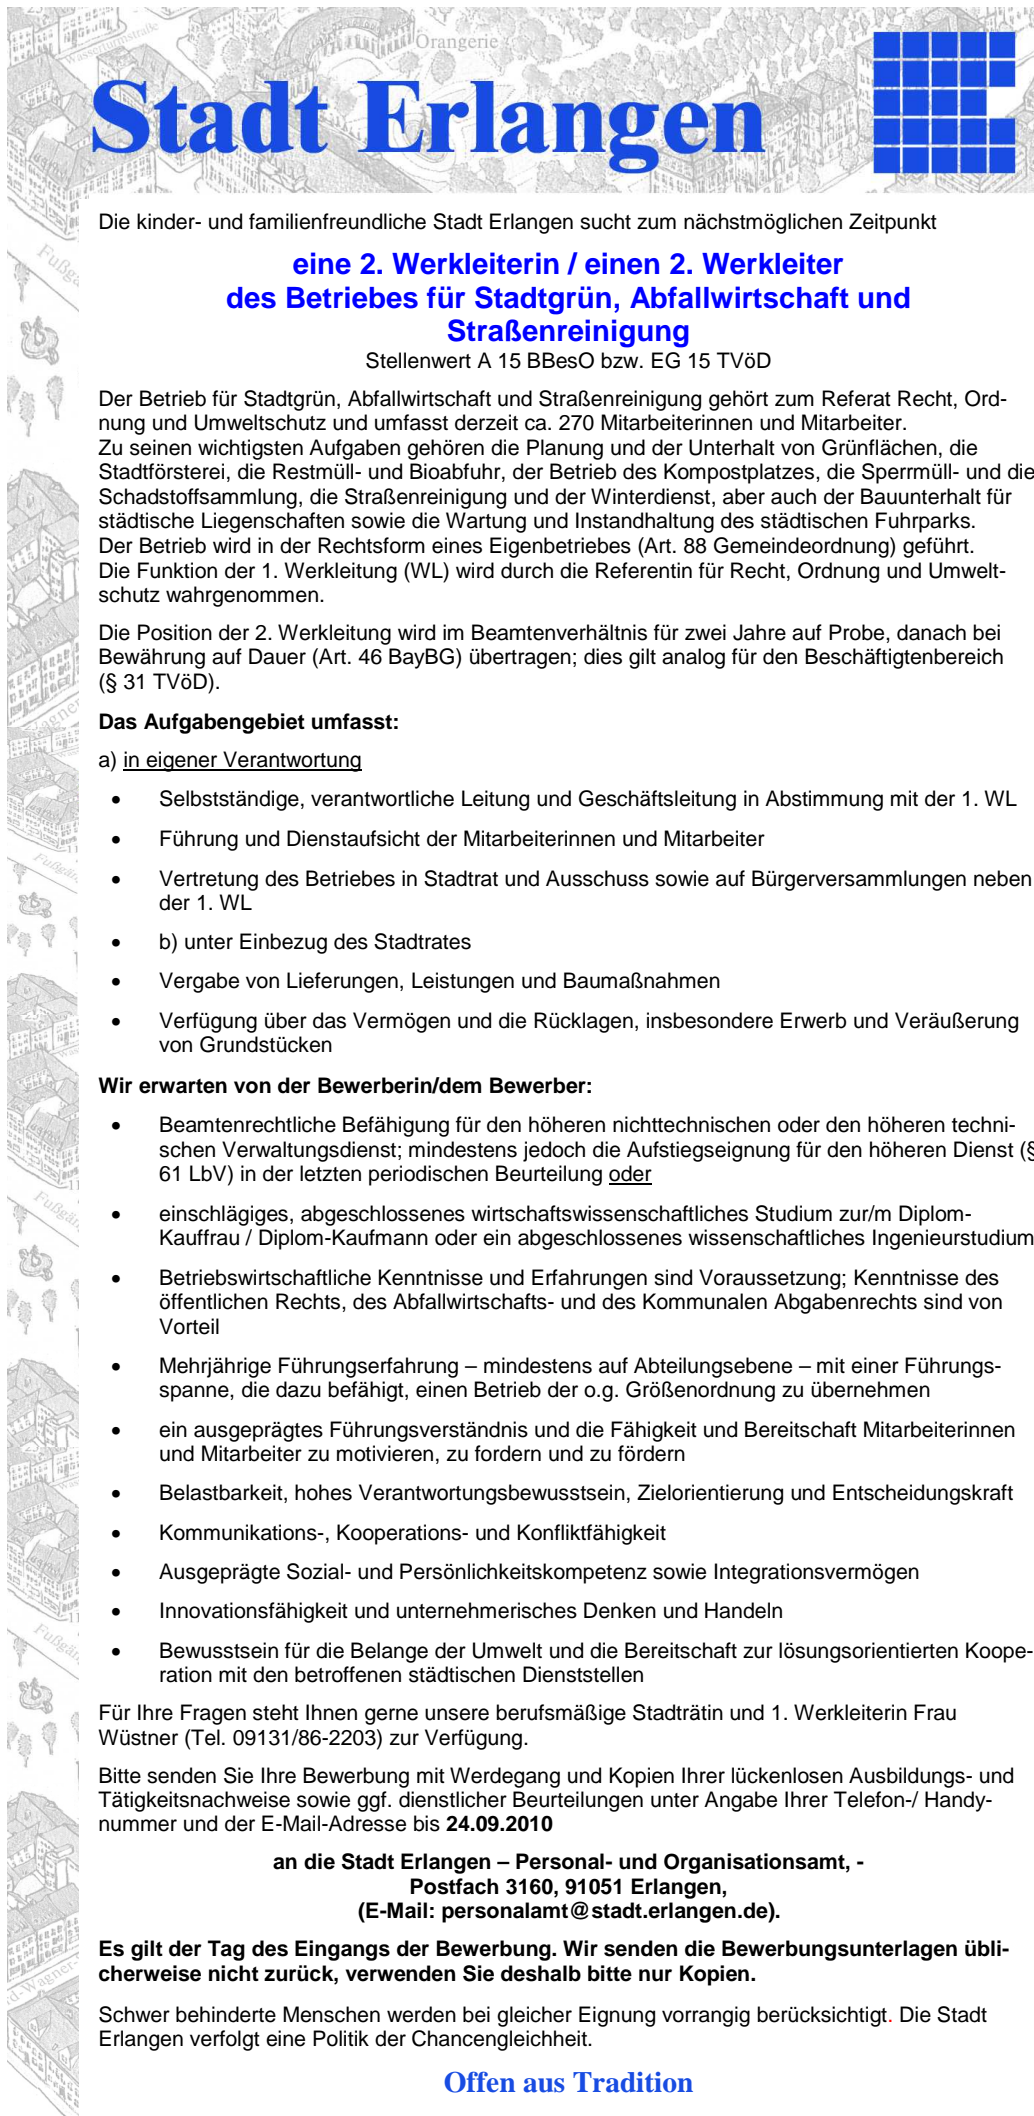 Orangerie
Wasserturmstraße
Stadt Erlangen
Die kinder- und familienfreundliche Stadt Erlangen sucht zum nächstmöglichen Zeitpunkt
eine 2. Werkleiterin / einen 2. Werkleiter
des Betriebes für Stadtgrün, Abfallwirtschaft und
Straßenreinigung
Stellenwert A 15 BBesO bzw. EG 15 TVöD
Der Betrieb für Stadtgrün, Abfallwirtschaft und Straßenreinigung gehört zum Referat Recht, Ord-
nung und Umweltschutz und umfasst derzeit ca. 270 Mitarbeiterinnen und Mitarbeiter.
Zu seinen wichtigsten Aufgaben gehören die Planung und der Unterhalt von Grünflächen, die
Stadtförsterei, die Restmüll- und Bioabfuhr, der Betrieb des Kompostplatzes, die Sperrmüll- und die
Schadstoffsammlung, die Straßenreinigung und der Winterdienst, aber auch der Bauunterhalt für
städtische Liegenschaften sowie die Wartung und Instandhaltung des städtischen Fuhrparks.
Der Betrieb wird in der Rechtsform eines Eigenbetriebes (Art. 88 Gemeindeordnung) geführt.
Die Funktion der 1. Werkleitung (WL) wird durch die Referentin für Recht, Ordnung und Umwelt-
schutz wahrgenommen.
Die Position der 2. Werkleitung wird im Beamtenverhältnis für zwei Jahre auf Probe, danach bei
Bewährung auf Dauer (Art. 46 BayBG) übertragen; dies gilt analog für den Beschäftigtenbereich
(§ 31 TVöD).
Das Aufgabengebiet umfasst:
a) in eigener Verantwortung
• Selbstständige, verantwortliche Leitung und Geschäftsleitung in Abstimmung mit der 1. WL
• Führung und Dienstaufsicht der Mitarbeiterinnen und Mitarbeiter
• Vertretung des Betriebes in Stadtrat und Ausschuss sowie auf Bürgerversammlungen neben
der 1. WL
• b) unter Einbezug des Stadtrates
• Vergabe von Lieferungen, Leistungen und Baumaßnahmen
• Verfügung über das Vermögen und die Rücklagen, insbesondere Erwerb und Veräußerung
von Grundstücken
Wir erwarten von der Bewerberin/dem Bewerber:
• Beamtenrechtliche Befähigung für den höheren nichttechnischen oder den höheren techni-
schen Verwaltungsdienst; mindestens jedoch die Aufstiegseignung für den höheren Dienst (§
61 LbV) in der letzten periodischen Beurteilung oder
• einschlägiges, abgeschlossenes wirtschaftswissenschaftliches Studium zur/m Diplom-
Kauffrau / Diplom-Kaufmann oder ein abgeschlossenes wissenschaftliches Ingenieurstudium
• Betriebswirtschaftliche Kenntnisse und Erfahrungen sind Voraussetzung; Kenntnisse des
öffentlichen Rechts, des Abfallwirtschafts- und des Kommunalen Abgabenrechts sind von
Vorteil
• Mehrjährige Führungserfahrung – mindestens auf Abteilungsebene – mit einer Führungs-
spanne, die dazu befähigt, einen Betrieb der o.g. Größenordnung zu übernehmen
• ein ausgeprägtes Führungsverständnis und die Fähigkeit und Bereitschaft Mitarbeiterinnen
und Mitarbeiter zu motivieren, zu fordern und zu fördern
• Belastbarkeit, hohes Verantwortungsbewusstsein, Zielorientierung und Entscheidungskraft
• Kommunikations-, Kooperations- und Konfliktfähigkeit
• Ausgeprägte Sozial- und Persönlichkeitskompetenz sowie Integrationsvermögen
• Innovationsfähigkeit und unternehmerisches Denken und Handeln
• Bewusstsein für die Belange der Umwelt und die Bereitschaft zur lösungsorientierten Koope-
ration mit den betroffenen städtischen Dienststellen
Für Ihre Fragen steht Ihnen gerne unsere berufsmäßige Stadträtin und 1. Werkleiterin Frau
Wüstner (Tel. 09131/86-2203) zur Verfügung.
Bitte senden Sie Ihre Bewerbung mit Werdegang und Kopien Ihrer lückenlosen Ausbildungs- und
Tätigkeitsnachweise sowie ggf. dienstlicher Beurteilungen unter Angabe Ihrer Telefon-/ Handy-
nummer und der E-Mail-Adresse bis 24.09.2010
an die Stadt Erlangen – Personal- und Organisationsamt, -
Postfach 3160, 91051 Erlangen,
(E-Mail: personalamt@stadt.erlangen.de).
Es gilt der Tag des Eingangs der Bewerbung. Wir senden die Bewerbungsunterlagen übli-
cherweise nicht zurück, verwenden Sie deshalb bitte nur Kopien.
Schwer behinderte Menschen werden bei gleicher Eignung vorrangig berücksichtigt. Die Stadt
Erlangen verfolgt eine Politik der Chancengleichheit.
Offen aus Tradition